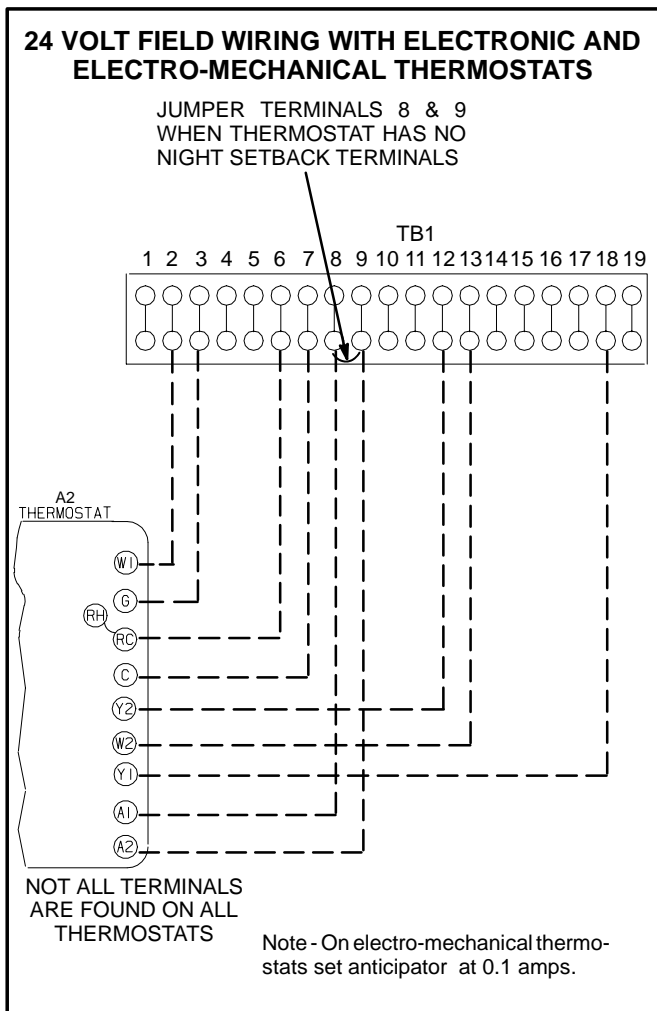 24 VOLT FIELD WIRING WITH ELECTRONIC AND
ELECTRO-MECHANICAL THERMOSTATS
JUMPER TERMINALS 8 & 9
WHEN THERMOSTAT HAS NO
NIGHT SETBACK TERMINALS
TB1
1 2 3 4 5 6 7 8 9 10 11 12 13 14 15 16 17 18 19
A2
THERMOSTAT
W1
G
RH
RC
C
Y2
W2
Y1
A1
A2
NOT ALL TERMINALS
ARE FOUND ON ALL
THERMOSTATS
Note - On electro-mechanical thermo-
stats set anticipator at 0.1 amps.